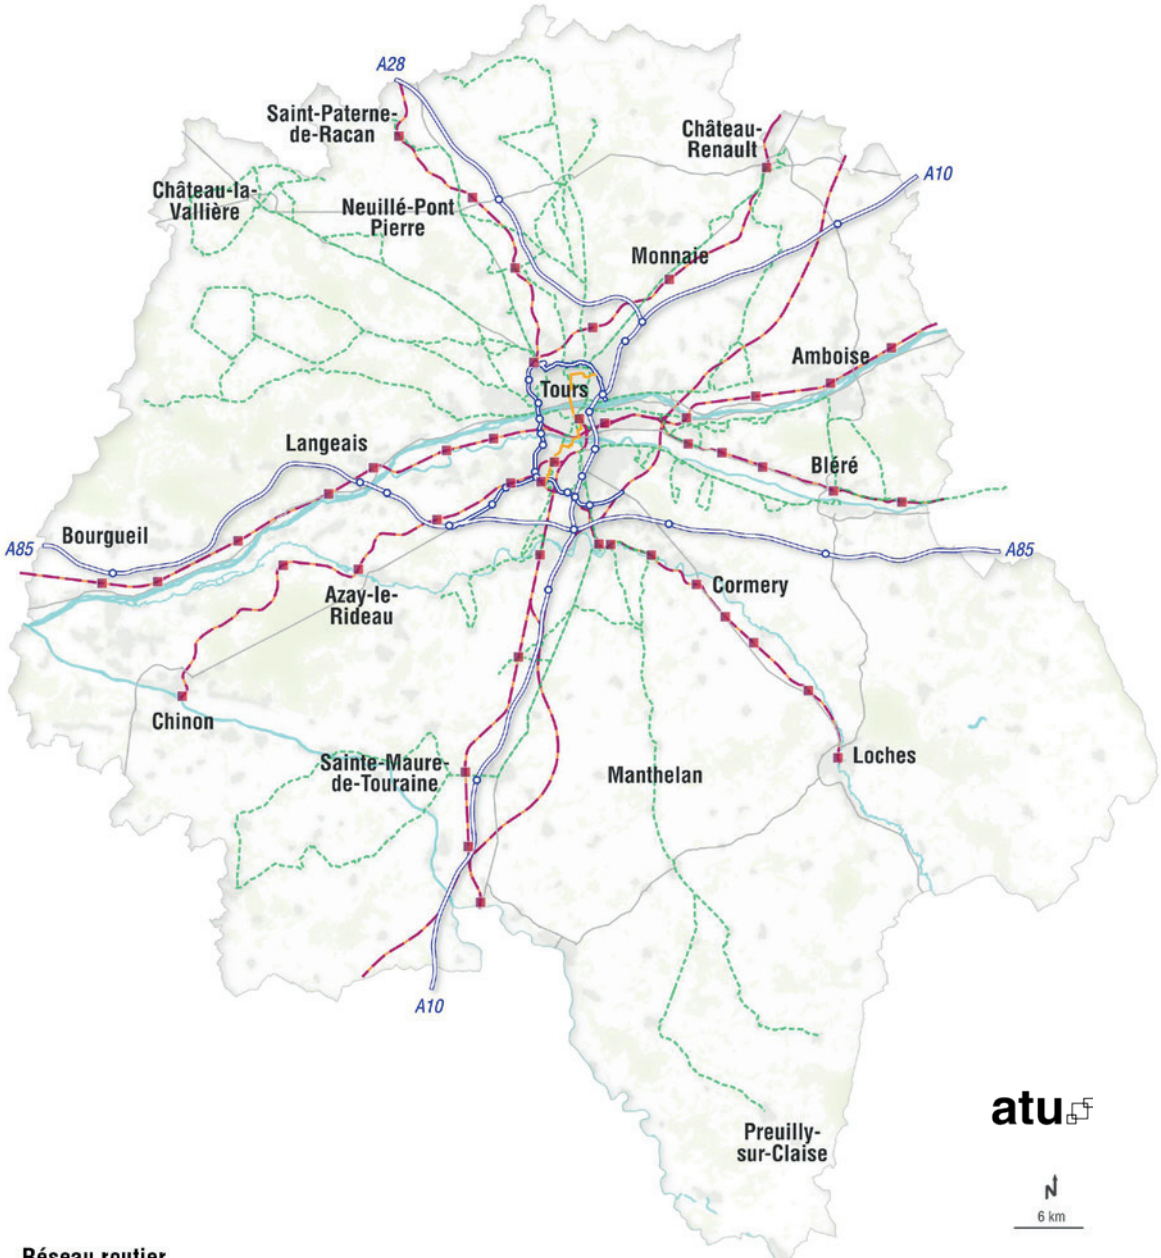 A28
Saint-Paterne-
de-Racan
Château-
Renault
A10
Château-la-
Vallière
Neuillé-Pont
Pierre
Monnaie
Amboise
Tours
Langeais
Bléré
Bourgueil
A85
A85
Azay-le-
Rideau
Cormery
Chinon
Sainte-Maure-
de-Touraine
Manthelan
Loches
A10
atu
Preuilly-
sur-Claise
N
6 km
Réseau routier